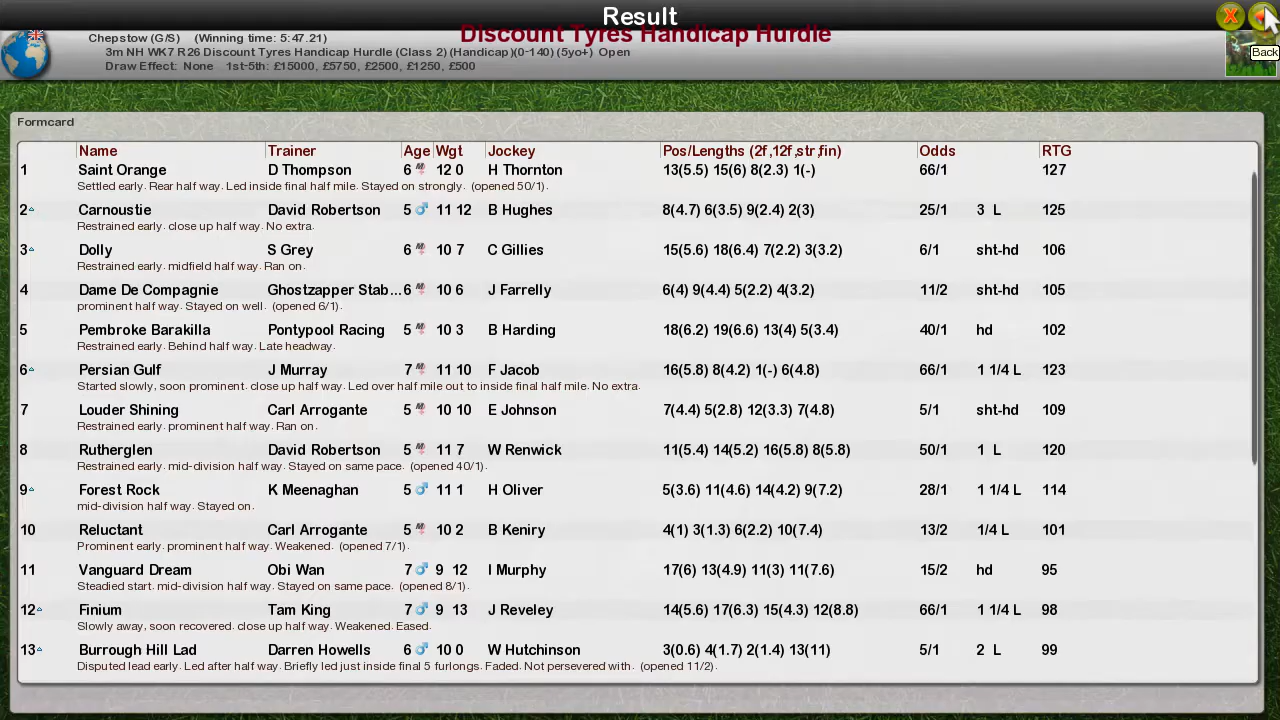 Result
Discount Tyres Handicap Hurdle
Chepstow (G/S) (Winning time: 5:47.21)
3m NH WK7 R26 Discount Tyres Handicap Hurdle (Class 2) (Handicap)(0-140) (5yo+) Open
Draw Effect: None 1st-5th: £15000, £5750, £2500, £1250, £500
Back
Formcard
Name Trainer Age Wgt Jockey Pos/Lengths (2f,12f,str,fin) Odds RTG
1 Saint Orange D Thompson 6 12 0 H Thornton 13(5.5) 15(6) 8(2.3) 1(-) 66/1 127
Settled early. Rear half way. Led inside final half mile. Stayed on strongly. (opened 50/1).
2 Carnoustie David Robertson 5 11 12 B Hughes 8(4.7) 6(3.5) 9(2.4) 2(3) 25/1 3 L 125
Restrained early. close up half way. No extra.
3 Dolly S Grey 6 10 7 C Gillies 15(5.6) 18(6.4) 7(2.2) 3(3.2) 6/1 sht-hd 106
Restrained early. midfield half way. Ran on.
4 Dame De Compagnie Ghostzapper Stab... 6 10 6 J Farrelly 6(4) 9(4.4) 5(2.2) 4(3.2) 11/2 sht-hd 105
prominent half way. Stayed on well. (opened 6/1).
5 Pembroke Barakilla Pontypool Racing 5 10 3 B Harding 18(6.2) 19(6.6) 13(4) 5(3.4) 40/1 hd 102
Restrained early. Behind half way. Late headway.
6 Persian Gulf J Murray 7 11 10 F Jacob 16(5.8) 8(4.2) 1(-) 6(4.8) 66/1 1 1/4 L 123
Started slowly, soon prominent. close up half way. Led over half mile out to inside final half mile. No extra.
7 Louder Shining Carl Arrogante 5 10 10 E Johnson 7(4.4) 5(2.8) 12(3.3) 7(4.8) 5/1 sht-hd 109
Restrained early. prominent half way. Ran on.
8 Rutherglen David Robertson 5 11 7 W Renwick 11(5.4) 14(5.2) 16(5.8) 8(5.8) 50/1 1 L 120
Restrained early. mid-division half way. Stayed on same pace. (opened 40/1).
9 Forest Rock K Meenaghan 5 11 1 H Oliver 5(3.6) 11(4.6) 14(4.2) 9(7.2) 28/1 1 1/4 L 114
mid-division half way. Stayed on.
10 Reluctant Carl Arrogante 5 10 2 B Keniry 4(1) 3(1.3) 6(2.2) 10(7.4) 13/2 1/4 L 101
Prominent early. prominent half way. Weakened. (opened 7/1).
11 Vanguard Dream Obi Wan 7 9 12 I Murphy 17(6) 13(4.9) 11(3) 11(7.6) 15/2 hd 95
Steadied start. mid-division half way. Stayed on same pace. (opened 8/1).
12 Finium Tam King 7 9 13 J Reveley 14(5.6) 17(6.3) 15(4.3) 12(8.8) 66/1 1 1/4 L 98
Slowly away, soon recovered. close up half way. Weakened. Eased.
13 Burrough Hill Lad Darren Howells 6 10 0 W Hutchinson 3(0.6) 4(1.7) 2(1.4) 13(11) 5/1 2 L 99
Disputed lead early. Led after half way. Briefly led just inside final 5 furlongs. Faded. Not persevered with. (opened 11/2).